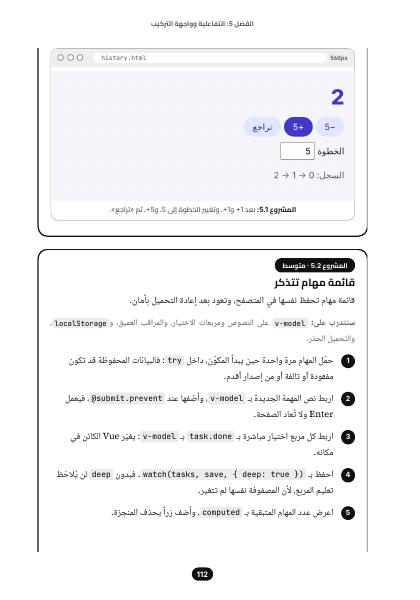 الفصل 5: التفاعلية وواجهة التركيب
history.html
560px
2
−5 +5 تراجع
الخطوة 5
السجل: 0 → 1 → 2
المشروع 5.1: بعد 1+ و1+، وتغيير الخطوة إلى 5، و5+، ثم «تراجع».
المشروع 5.2 · متوسط
قائمة مهام تتذكر
قائمة مهام تحفظ نفسها في المتصفح، وتعود بعد إعادة التحميل بأمان.
ستتدرب على: v-model على النصوص ومربعات الاختيار، والمراقب العميق، وlocalStorage،
والتحميل الحذر.
1 حمّل المهام مرة واحدة حين يبدأ المكوّن، داخل try: فالبيانات المحفوظة قد تكون
مفقودة أو تالفة أو من إصدار أقدم.
2 اربط نص المهمة الجديدة بـ v-model، وأضفها عند @submit.prevent، فيعمل
Enter ولا تُعاد الصفحة.
3 اربط كل مربع اختيار مباشرة بـ task.done بـ v-model: يغيّر Vue الكائن في
مكانه.
4 احفظ بـ watch(tasks, save, { deep: true }). فبدون deep لن يُلاحَظ
تعليم المربع، لأن المصفوفة نفسها لم تتغير.
5 اعرض عدد المهام المتبقية بـ computed، وأضف زراً يحذف المنجزة.
112